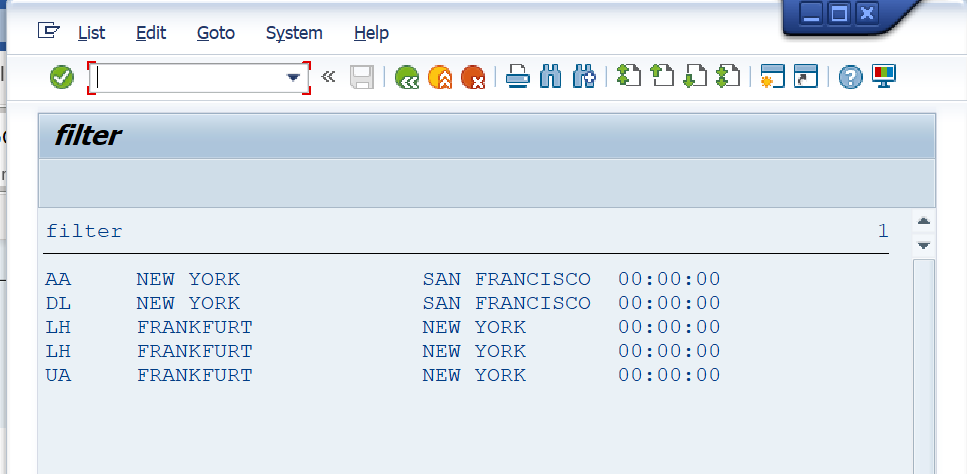 List Edit Goto System Help
filter
filter 1
AA NEW YORK SAN FRANCISCO 00:00:00
DL NEW YORK SAN FRANCISCO 00:00:00
LH FRANKFURT NEW YORK 00:00:00
LH FRANKFURT NEW YORK 00:00:00
UA FRANKFURT NEW YORK 00:00:00